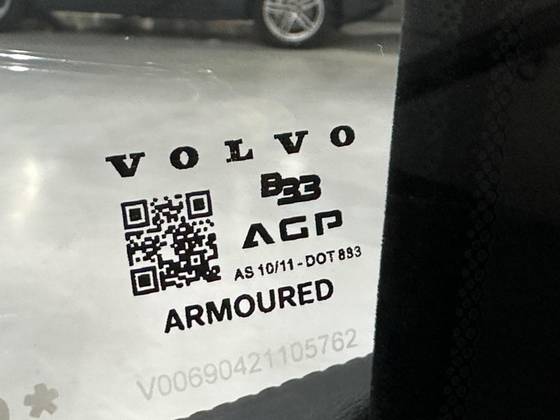 VOLVO
B33
AGP
AS 10/11 - DOT 893
ARMOURED
V00690421105762